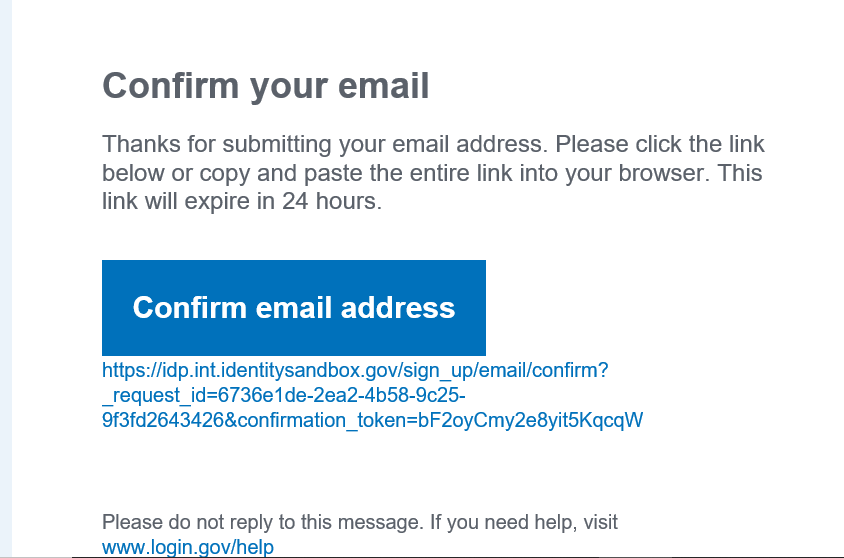 Confirm your email
Thanks for submitting your email address. Please click the link
below or copy and paste the entire link into your browser. This
link will expire in 24 hours.
Confirm email address
https://idp.int.identitysandbox.gov/sign_up/email/confirm?
_request_id=6736e1de-2ea2-4b58-9c25-
9f3fd2643426&confirmation_token=bF2oyCmy2e8yit5KqcqW
Please do not reply to this message. If you need help, visit
www.login.gov/help